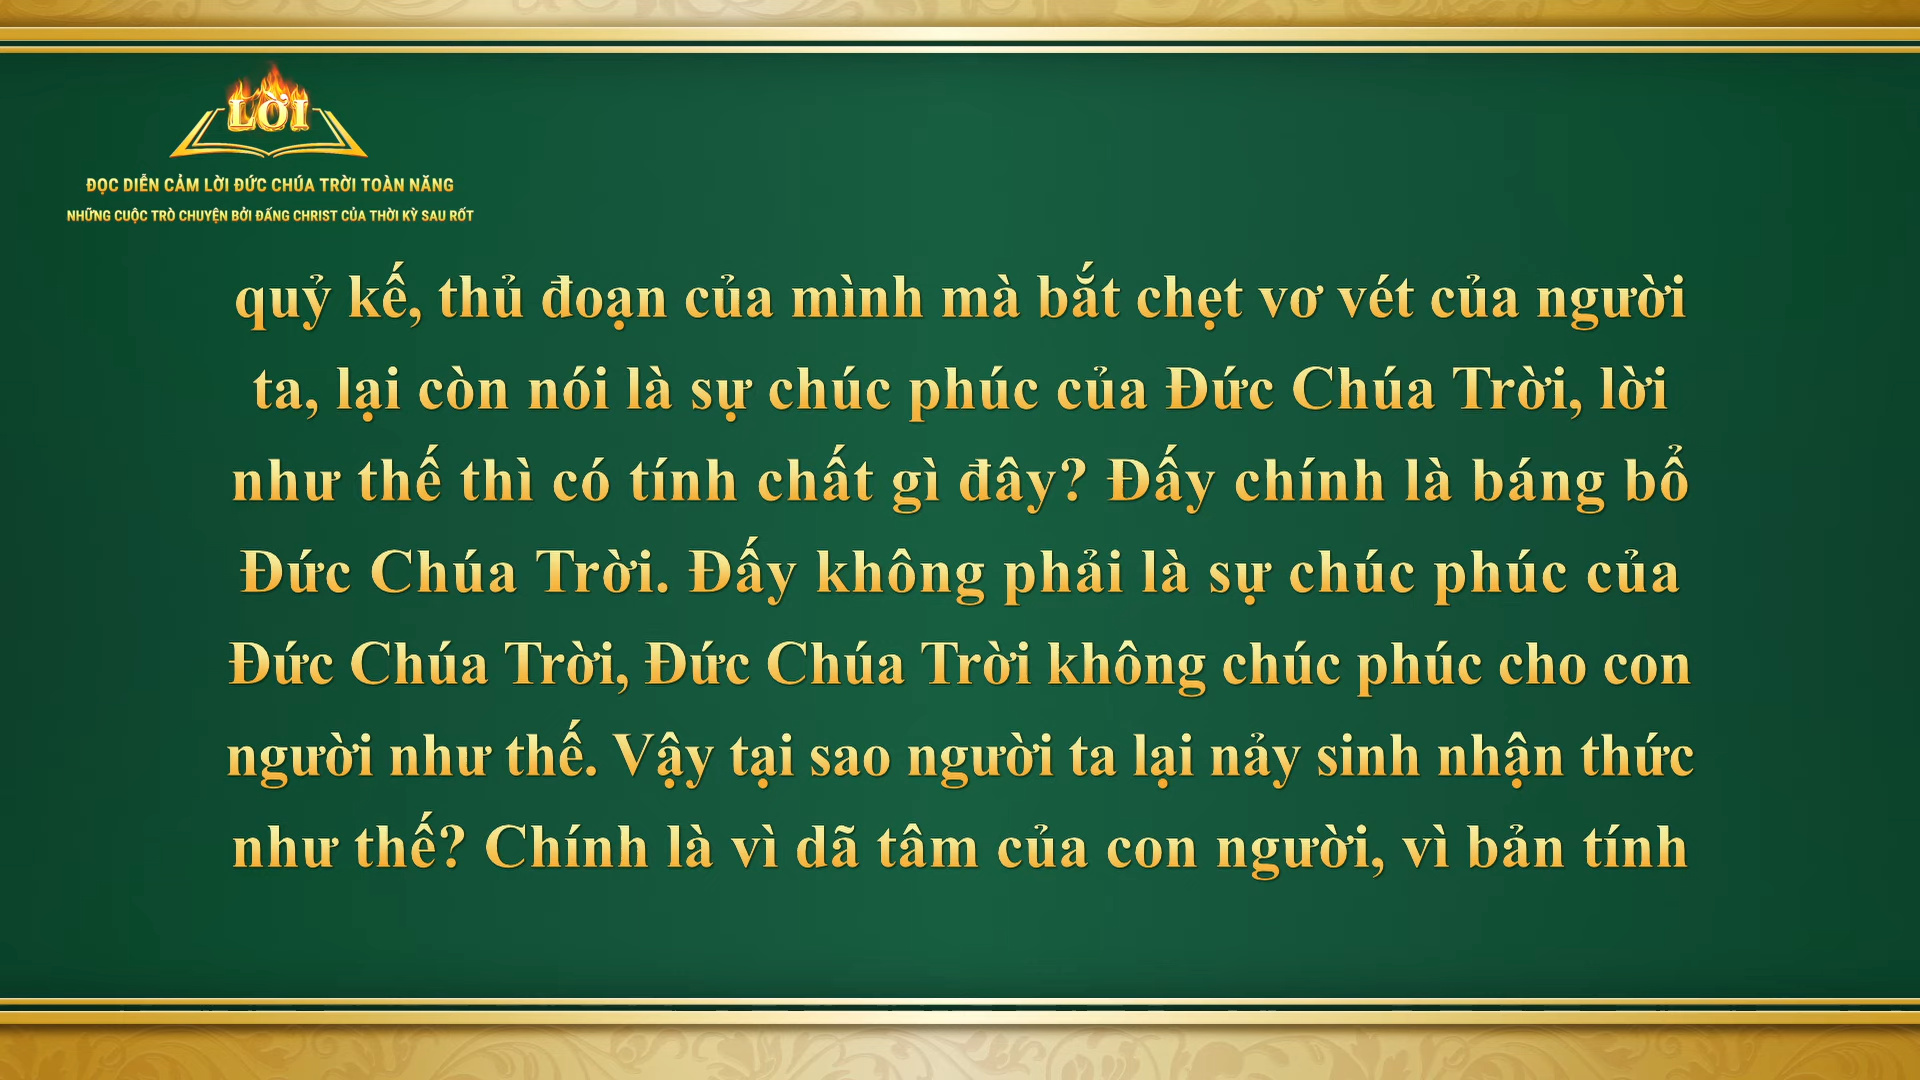 LỜI
ĐỌC DIỄN CẢM LỜI ĐỨC CHÚA TRỜI TOÀN NĂNG
NHỮNG CUỘC TRÒ CHUYỆN BỞI ĐẤNG CHRIST CỦA THỜI KỲ SAU RỐT
quỷ kế, thủ đoạn của mình mà bắt chẹt vơ vét của người
ta, lại còn nói là sự chúc phúc của Đức Chúa Trời, lời
như thế thì có tính chất gì đây? Đấy chính là báng bổ
Đức Chúa Trời. Đấy không phải là sự chúc phúc của
Đức Chúa Trời, Đức Chúa Trời không chúc phúc cho con
người như thế. Vậy tại sao người ta lại nảy sinh nhận thức
như thế? Chính là vì dã tâm của con người, vì bản tính